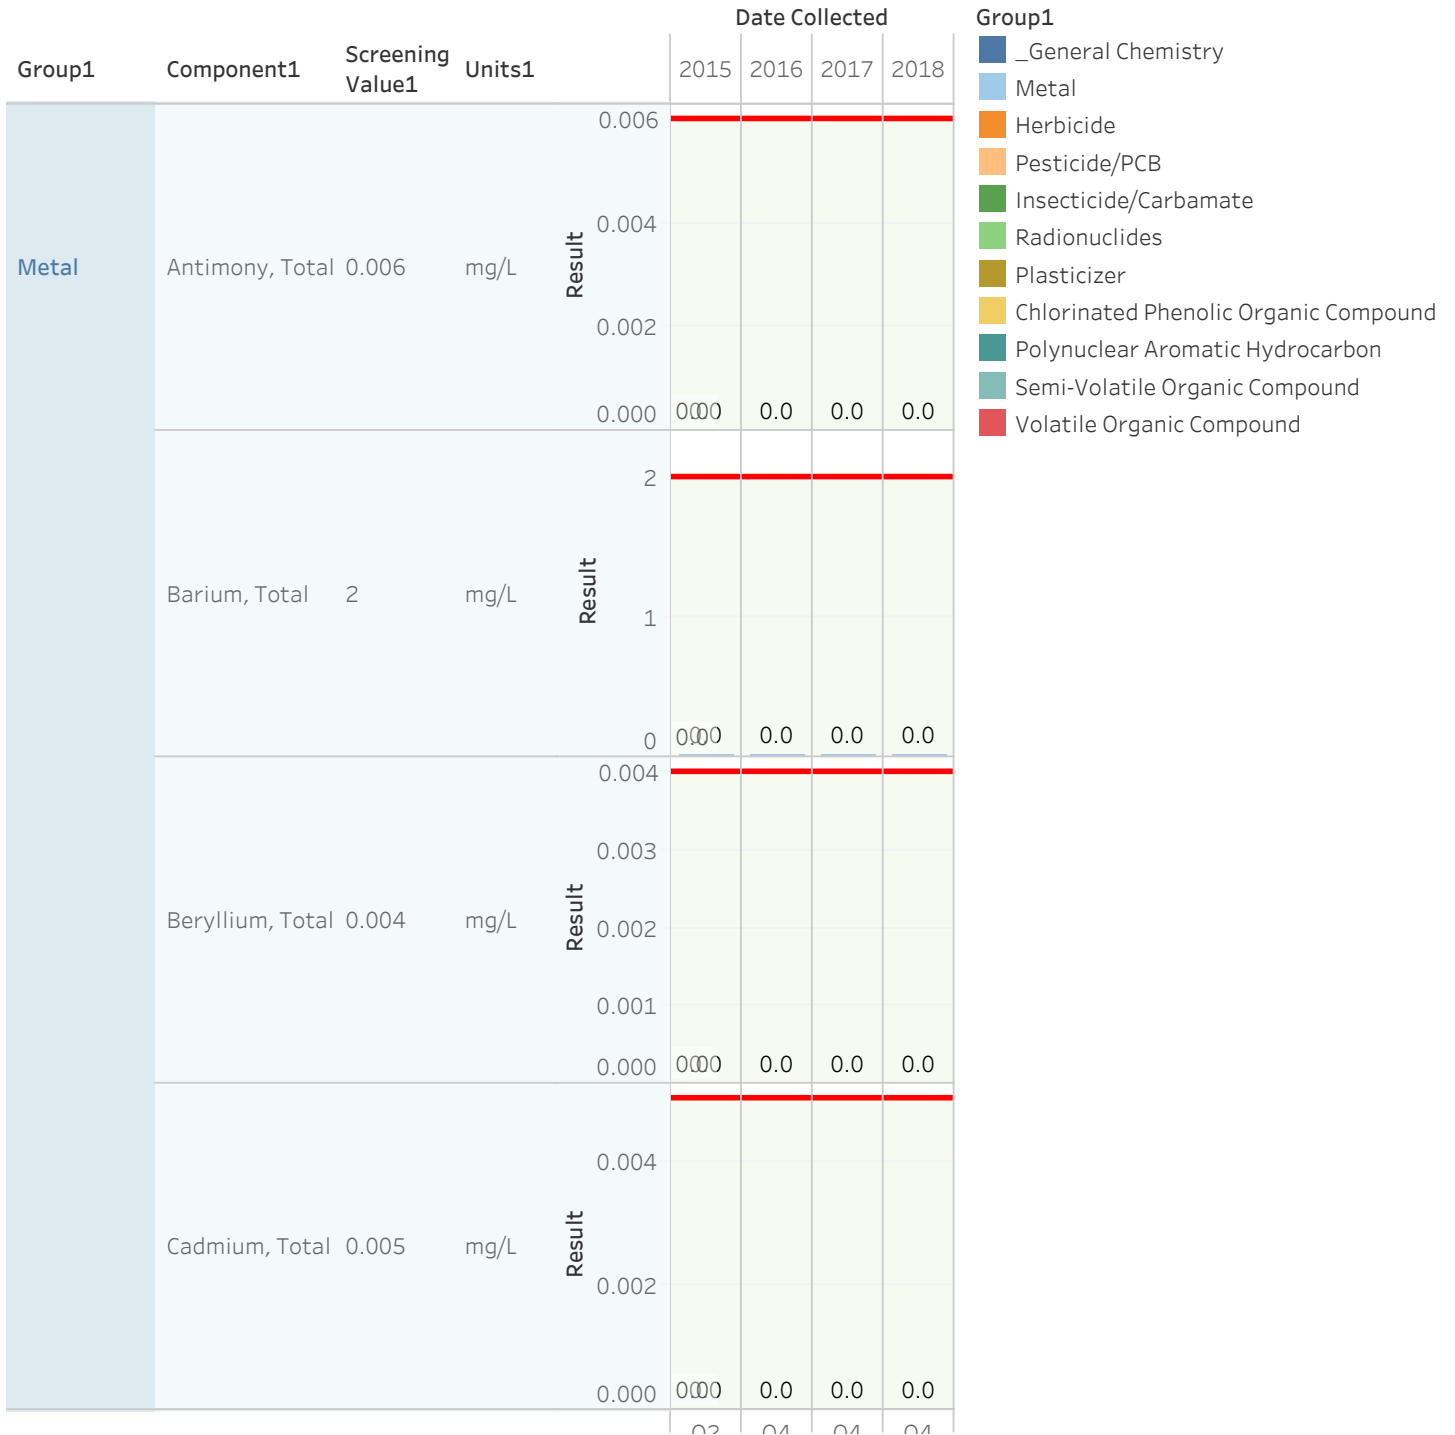 Date Collected
Group1
Component1
Screening
Value1
Units1
2015
2016
2017
2018
Metal
Antimony, Total
0.006
mg/L
Result
0.006
0.004
0.002
0.000
0.0
0.0
0.0
Barium, Total
2
mg/L
Result
2
1
0
0.0
0.0
0.0
Beryllium, Total
0.004
mg/L
Result
0.004
0.003
0.002
0.001
0.000
0.0
0.0
0.0
Cadmium, Total
0.005
mg/L
Result
0.004
0.002
0.000
0.0
0.0
0.0
Group1
_General Chemistry
Metal
Herbicide
Pesticide/PCB
Insecticide/Carbamate
Radionuclides
Plasticizer
Chlorinated Phenolic Organic Compound
Polynuclear Aromatic Hydrocarbon
Semi-Volatile Organic Compound
Volatile Organic Compound